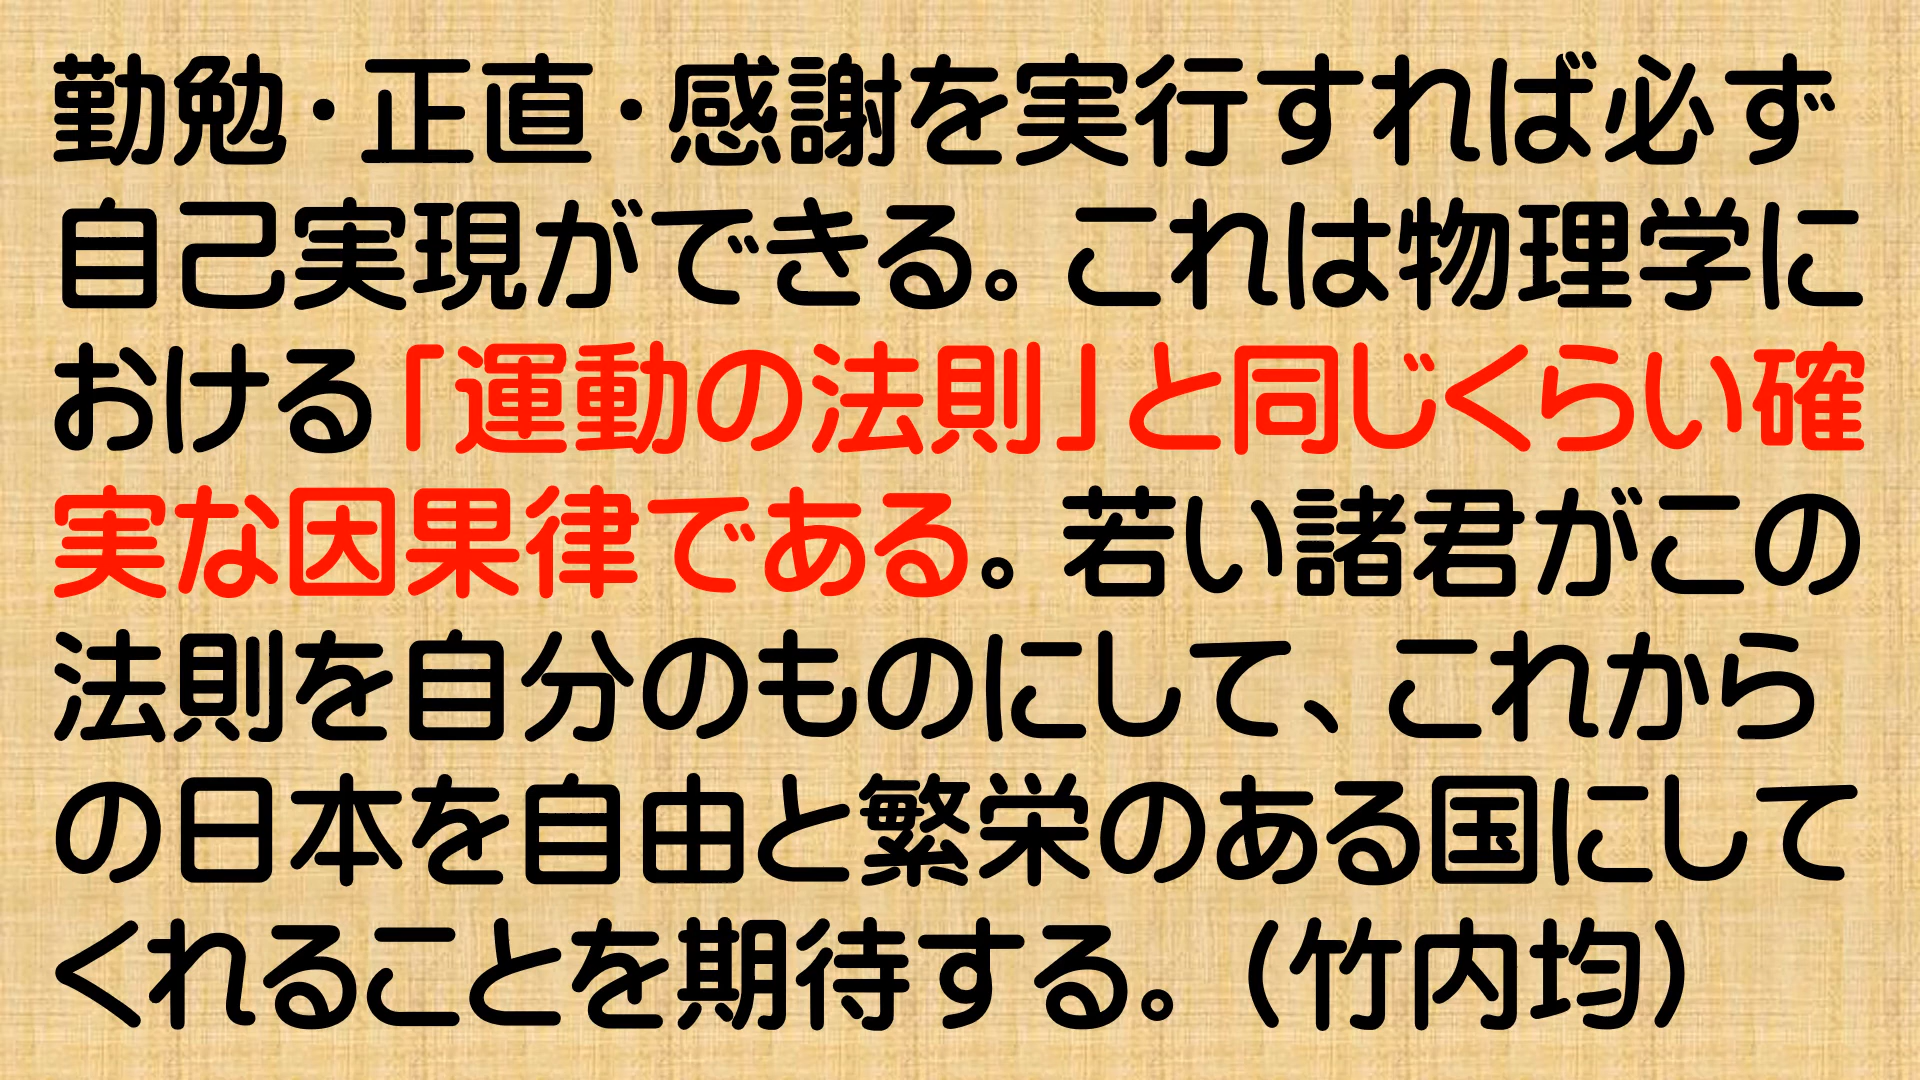 勤勉・正直・感謝を実行すれば必ず
自己実現ができる。これは物理学に
おける「運動の法則」と同じくらい確
実な因果律である。若い諸君がこの
法則を自分のものにして、これから
の日本を自由と繁栄のある国にして
くれることを期待する。（竹内均）